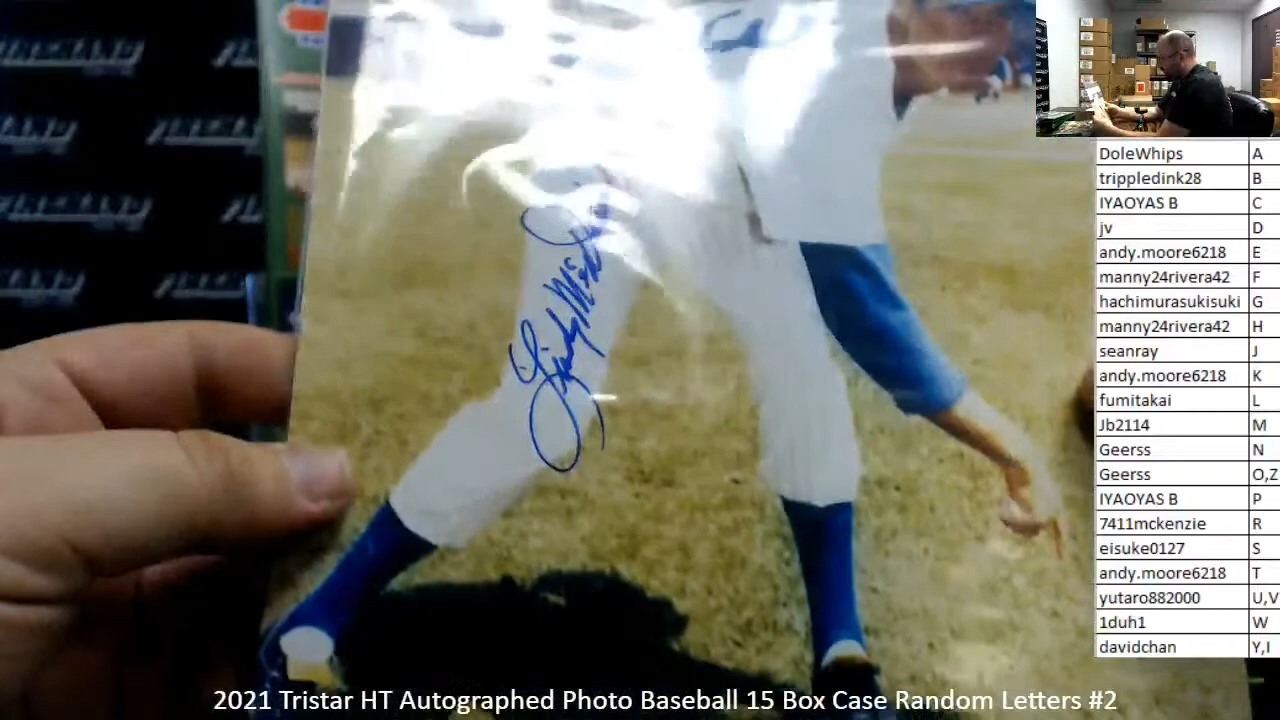 DoleWhips A
trippledink28 B
IYAOYAS B C
jv D
andy.moore6218 E
manny24rivera42 F
hachimurasukisuki G
manny24rivera42 H
seanray J
andy.moore6218 K
fumitakai L
Jb2114 M
Geerss N
Geerss O,Z
IYAOYAS B P
7411mckenzie R
eisuke0127 S
andy.moore6218 T
yutaro882000 U,V
1duh1 W
davidchan Y,I
Lindy
2021 Tristar HT Autographed Photo Baseball 15 Box Case Random Letters #2